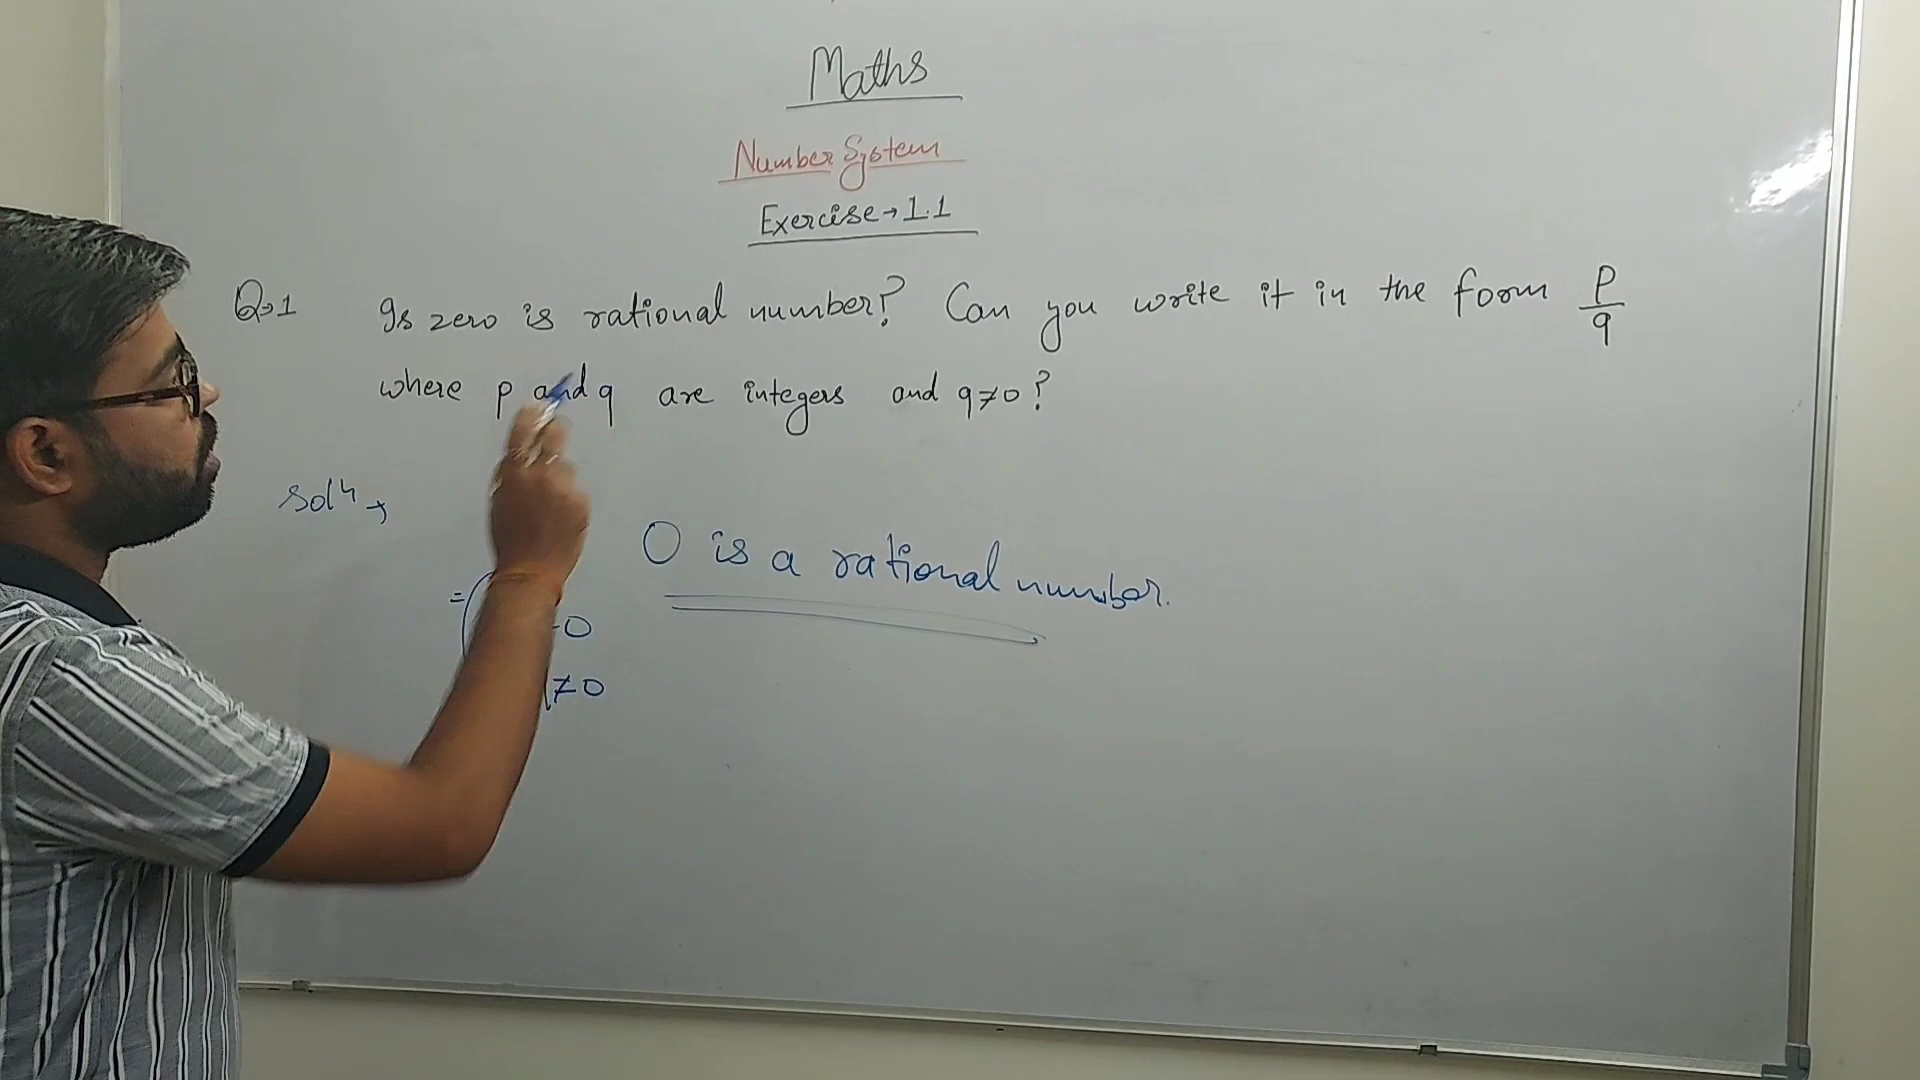 Maths
Number System
Exercise→1.1
Q→1 Is zero is rational number? Can you write it in the form p/q
where p and q are integers and q≠0?
solⁿ →
0 is a rational number.
= ( 0
≠0